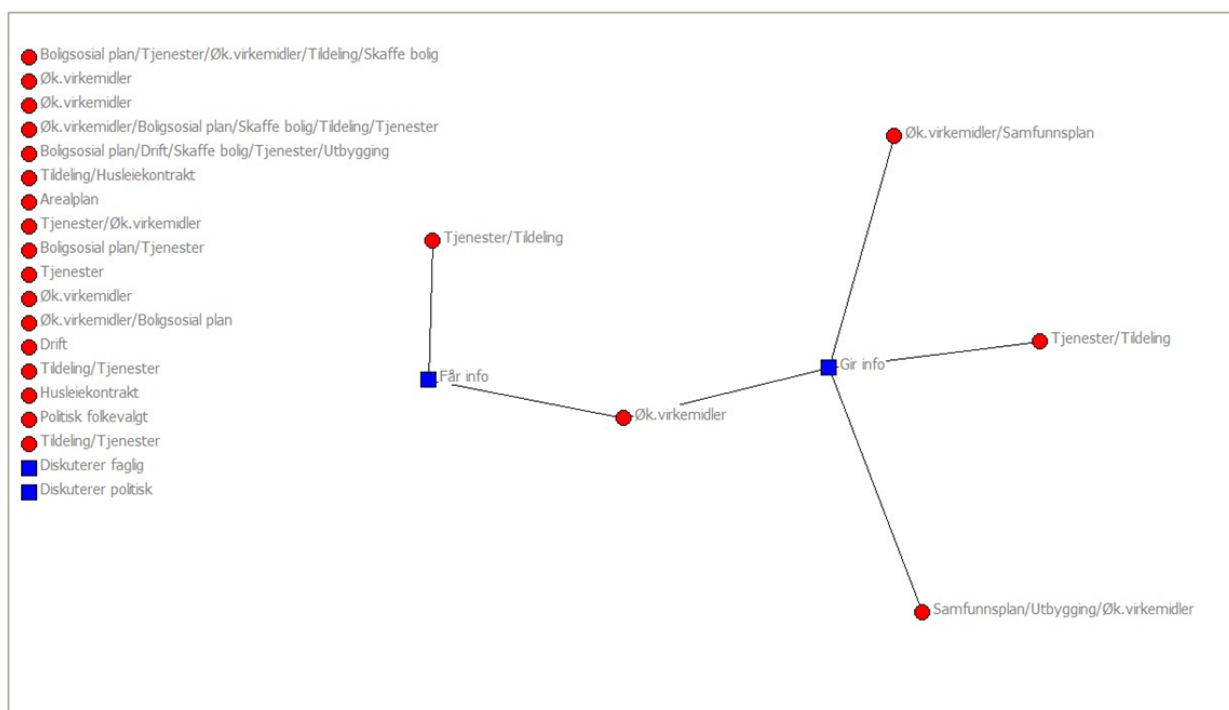 Boligsosial plan/Tjenester/Øk.virkemidler/Tildeling/Skaffe bolig
Øk.virkemidler
Øk.virkemidler
Øk.virkemidler/Boligsosial plan/Skaffe bolig/Tildeling/Tjenester
Boligsosial plan/Drift/Skaffe bolig/Tjenester/Utbygging
Tildeling/Husleiekontrakt
Arealplan
Tjenester/Øk.virkemidler
Boligsosial plan/Tjenester
Tjenester
Øk.virkemidler
Øk.virkemidler/Boligsosial plan
Drift
Tildeling/Tjenester
Husleiekontrakt
Politisk folkevalgt
Tildeling/Tjenester
Diskuterer faglig
Diskuterer politisk
Tjenester/Tildeling
Får info
Øk.virkemidler
Gir info
Øk.virkemidler/Samfunnsplan
Tjenester/Tildeling
Samfunnsplan/Utbygging/Øk.virkemidler